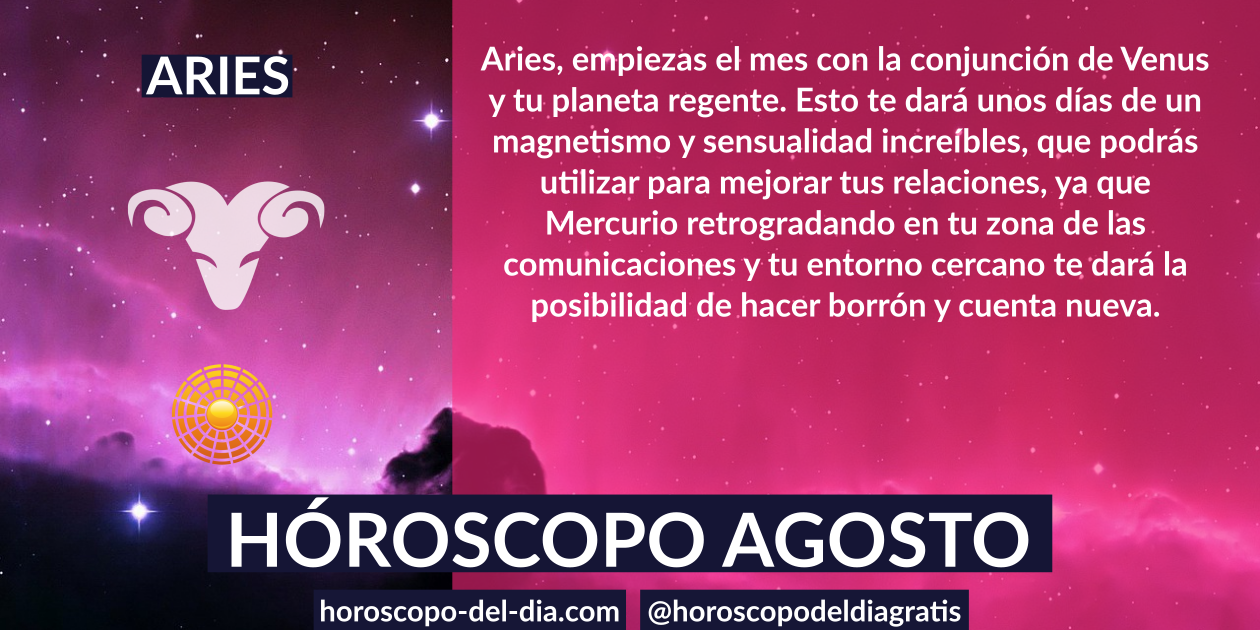 ARIES
Aries, empiezas el mes con la conjunción de Venus
y tu planeta regente. Esto te dará unos días de un
magnetismo y sensualidad increíbles, que podrás
utilizar para mejorar tus relaciones, ya que
Mercurio retrogradando en tu zona de las
comunicaciones y tu entorno cercano te dará la
posibilidad de hacer borrón y cuenta nueva.
HÓROSCOPO AGOSTO
horoscopo-del-dia.com
@horoscopodeldiagratis